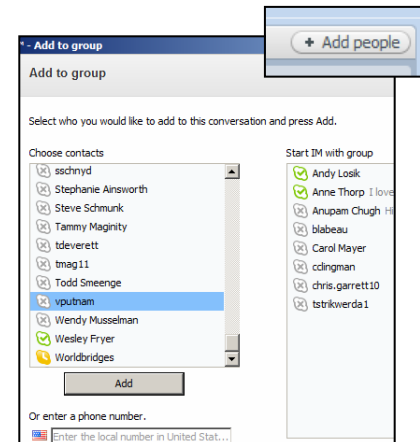 + Add people
* - Add to group
Add to group
Select who you would like to add to this conversation and press Add.
Choose contacts
sschnyd
Stephanie Ainsworth
Steve Schmunk
Tammy Maginity
tdeverett
tmag11
Todd Smeenge
vputnam
Wendy Musselman
Wesley Fryer
Worldbridges
Add
Or enter a phone number.
Enter the local number in United Stat...
Start IM with group
Andy Losik
Anne Thorp I love
Anupam Chugh Hi
blabeau
Carol Mayer
cclingman
chris.garrett10
tstrikwerda1